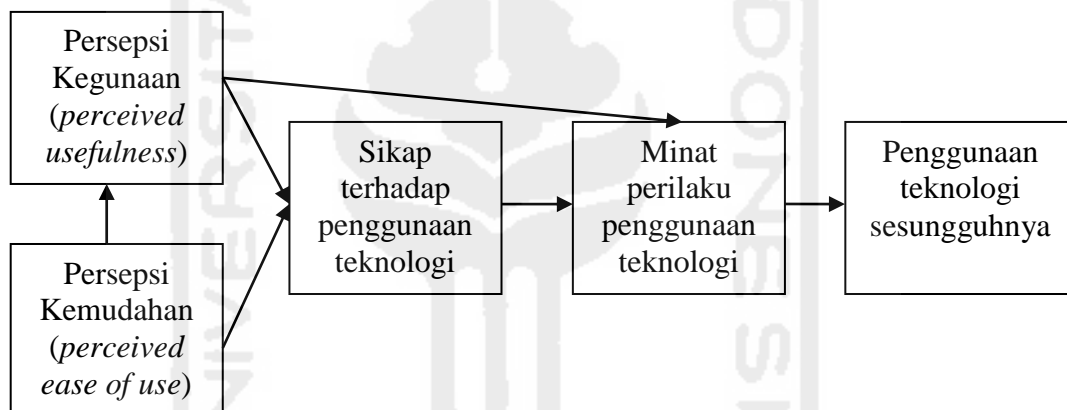 Persepsi
Kegunaan
(perceived
usefulness)
Persepsi
Kemudahan
(perceived
ease of use)
Sikap
terhadap
penggunaan
teknologi
Minat
perilaku
penggunaan
teknologi
Penggunaan
teknologi
sesungguhnya